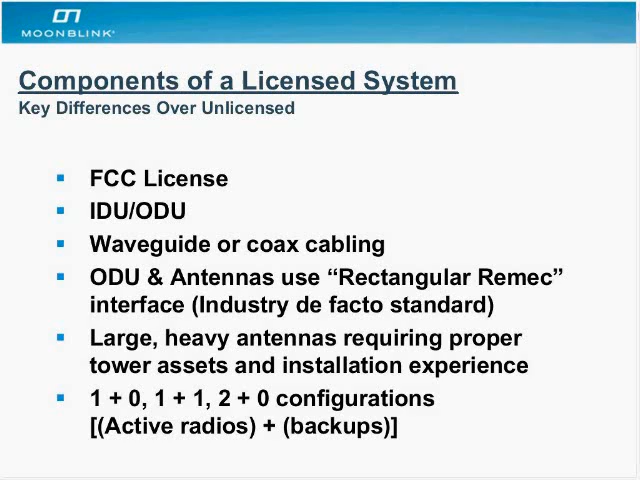 MOONBLINK
Components of a Licensed System
Key Differences Over Unlicensed
FCC License
IDU/ODU
Waveguide or coax cabling
ODU & Antennas use “Rectangular Remec”
interface (Industry de facto standard)
Large, heavy antennas requiring proper
tower assets and installation experience
1 + 0, 1 + 1, 2 + 0 configurations
[(Active radios) + (backups)]